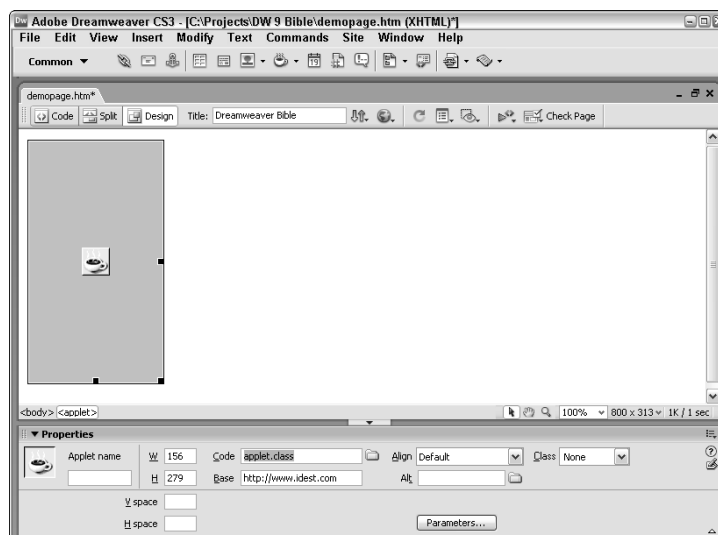 Adobe Dreamweaver CS3 - [C:\Projects\DW 9 Bible\demopage.htm (XHTML)*]
File Edit View Insert Modify Text Commands Site Window Help
Common
19
demopage.htm*
Code Split Design Title: Dreamweaver Bible Check Page
<body> <applet> 100% 800 x 313 1K / 1 sec
Properties
Applet name W 156 Code applet.class Align Default Class None
H 279 Base http://www.idest.com Alt
V space
H space Parameters...